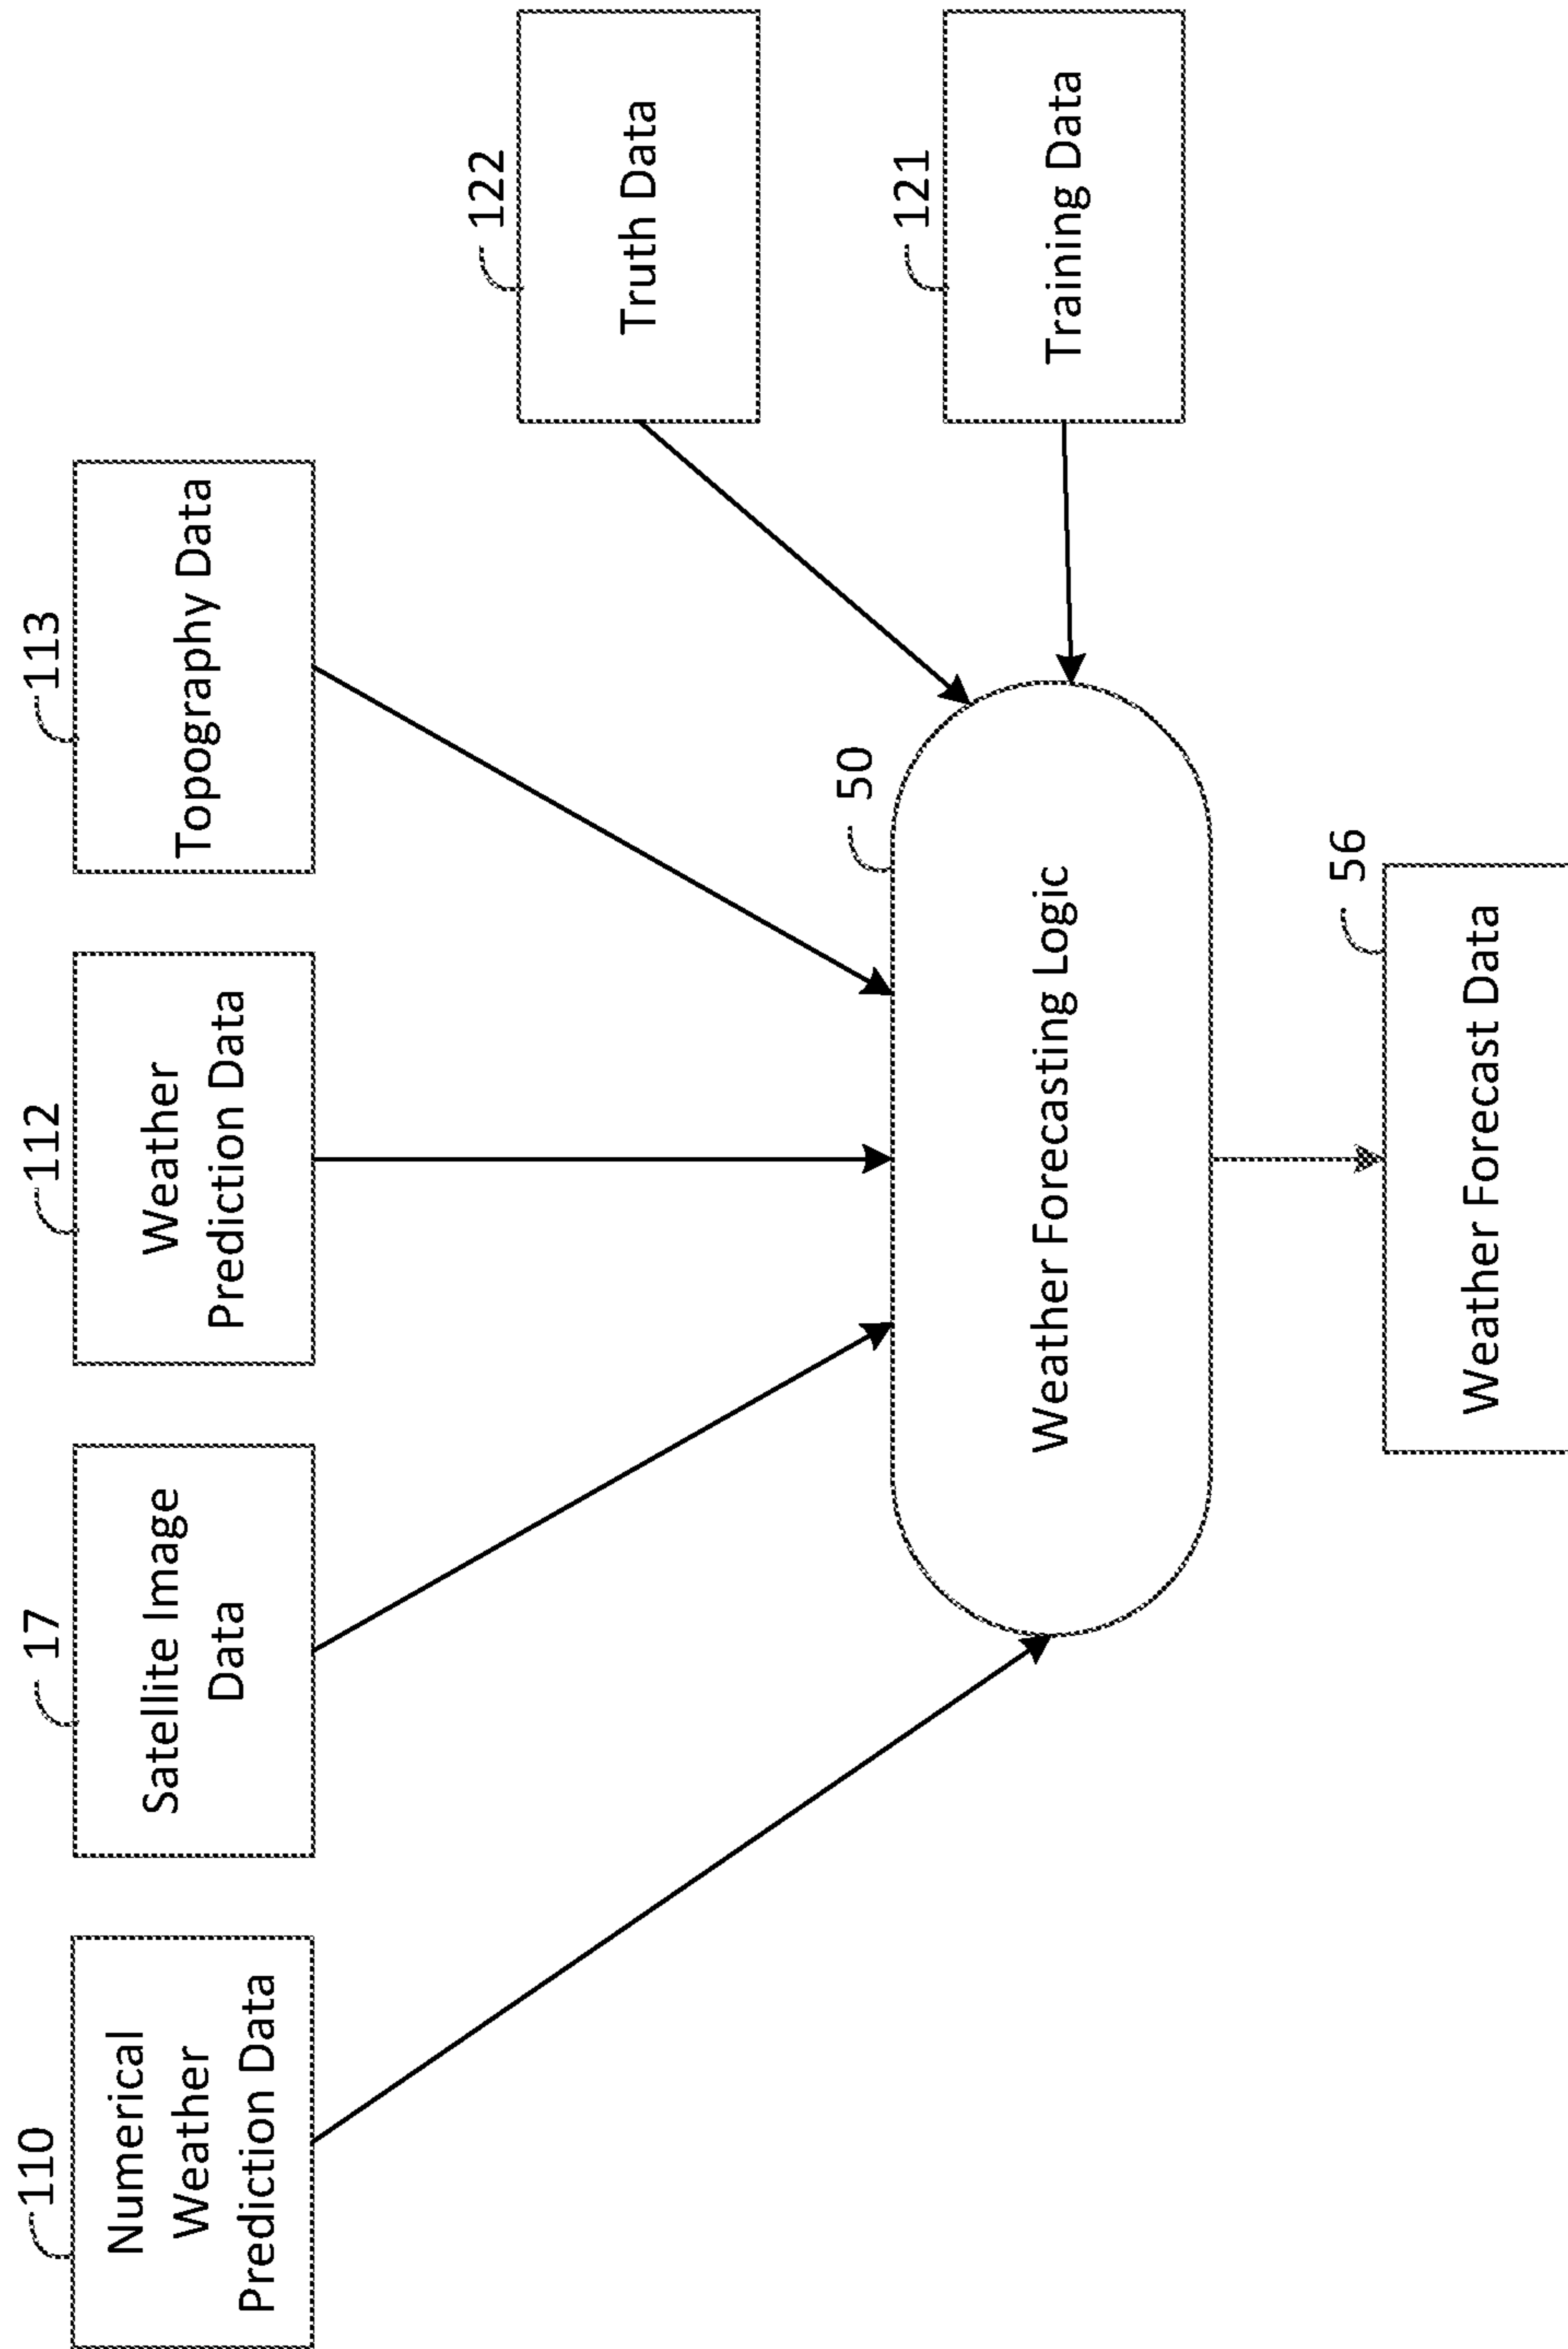 110
Numerical
Weather
Prediction Data
17
Satellite Image
Data
112
Weather
Prediction Data
113
Topography Data
122
Truth Data
50
Weather Forecasting Logic
121
Training Data
56
Weather Forecast Data